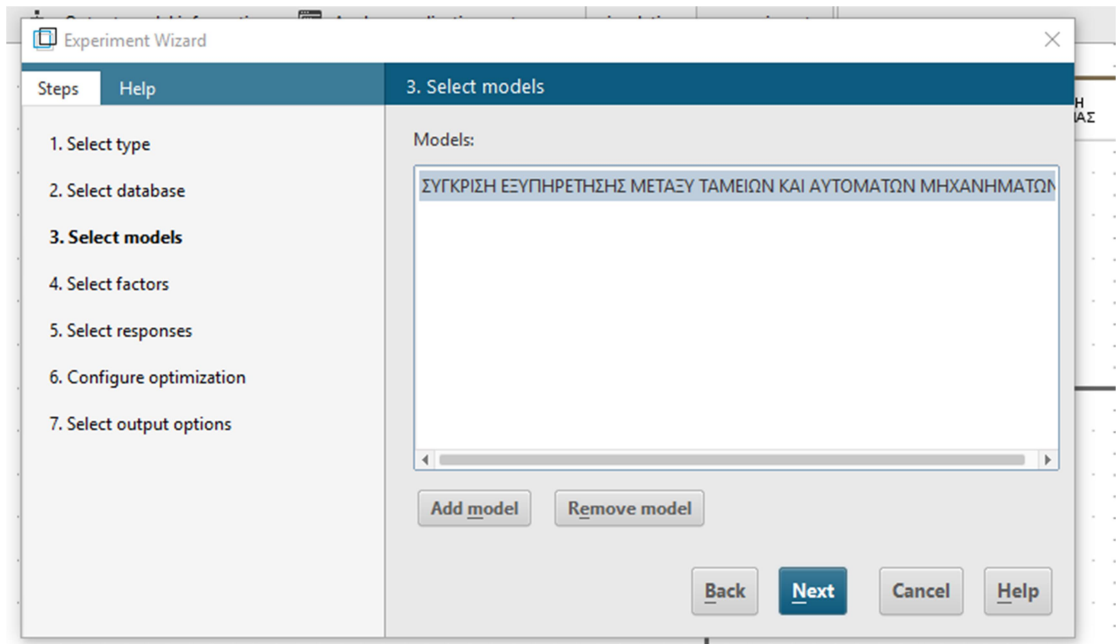 Experiment Wizard
Steps
Help
1. Select type
2. Select database
3. Select models
4. Select factors
5. Select responses
6. Configure optimization
7. Select output options
3. Select models
Models:
ΣΥΓΚΡΙΣΗ ΕΞΥΠΗΡΕΤΗΣΗΣ ΜΕΤΑΞΥ ΤΑΜΕΙΩΝ ΚΑΙ ΑΥΤΟΜΑΤΩΝ ΜΗΧΑΝΗΜΑΤΩΝ
Add model
Remove model
Back
Next
Cancel
Help